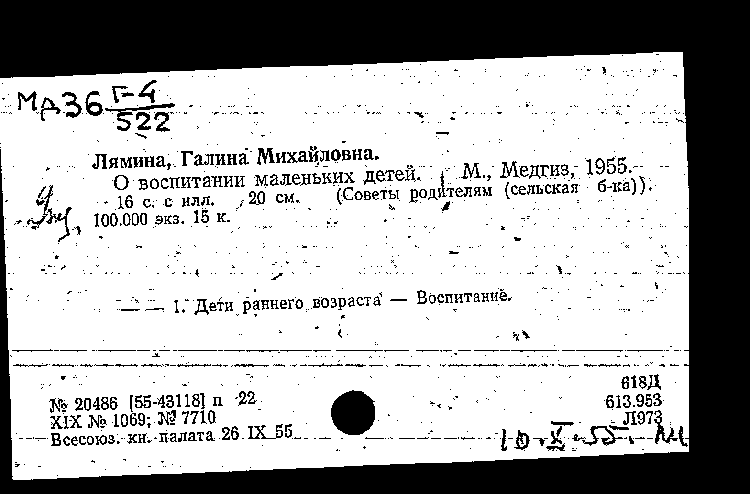 Мд36 Г-4
522
Лямина, Галина Михайловна.
О воспитании маленьких детей. М., Медгиз, 1955.
16 с. с илл. 20 см. (Советы родителям (сельская б-ка)).
100.000 экз. 15 к.
— — 1. Дети раннего возраста — Воспитание.
618Д
№ 20486 [55-43118] п 22 613.953
XIX № 1069; № 7710 Л973
Всесоюз. кн. палата 26 IX 55
10.X.55.